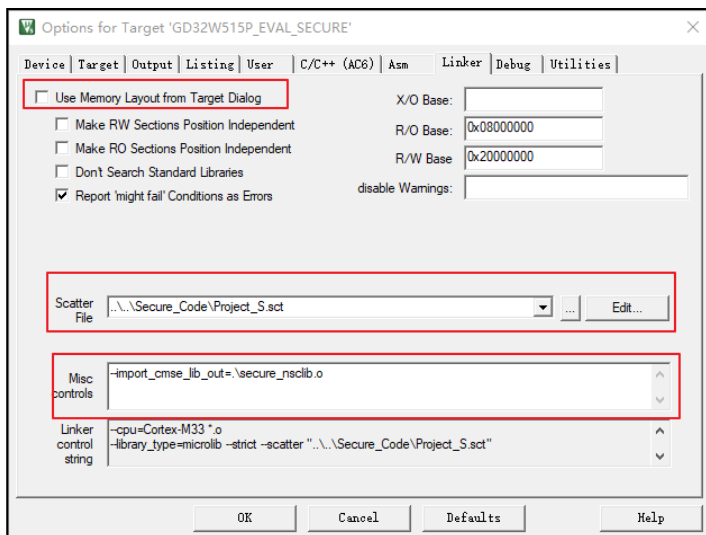 Options for Target 'GD32W515P_EVAL_SECURE'
Device | Target | Output | Listing | User | C/C++ (AC6) | Asm | Linker | Debug | Utilities
Use Memory Layout from Target Dialog
X/O Base:
Make RW Sections Position Independent
R/O Base: 0x08000000
Make RO Sections Position Independent
R/W Base 0x20000000
Don't Search Standard Libraries
disable Warnings:
Report 'might fail' Conditions as Errors
Scatter File
..\..\Secure_Code\Project_S.sct
...
Edit...
Misc controls
--import_cmse_lib_out=.\secure_nsclib.o
Linker control string
--cpu=Cortex-M33 *.o
--library_type=microlib --strict --scatter "..\..\Secure_Code\Project_S.sct"
OK
Cancel
Defaults
Help